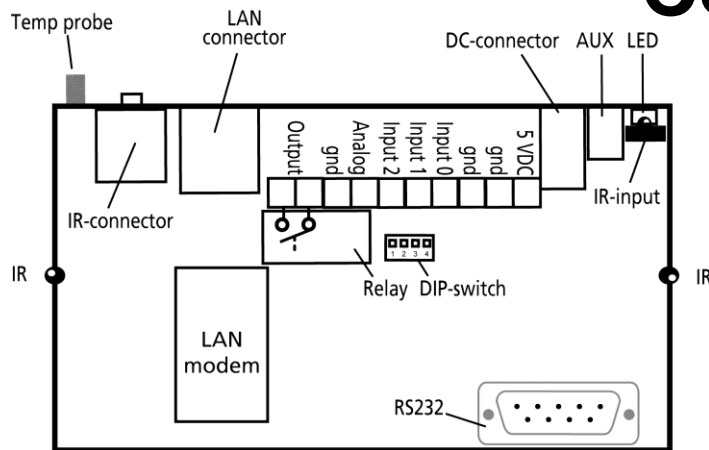 Temp probe
LAN
connector
DC-connector
AUX
LED
Output
gnd
Analog
Input 2
Input 1
Input 0
gnd
gnd
5 VDC
IR-connector
IR-input
IR
IR
Relay
DIP-switch
1 2 3 4
LAN
modem
RS232